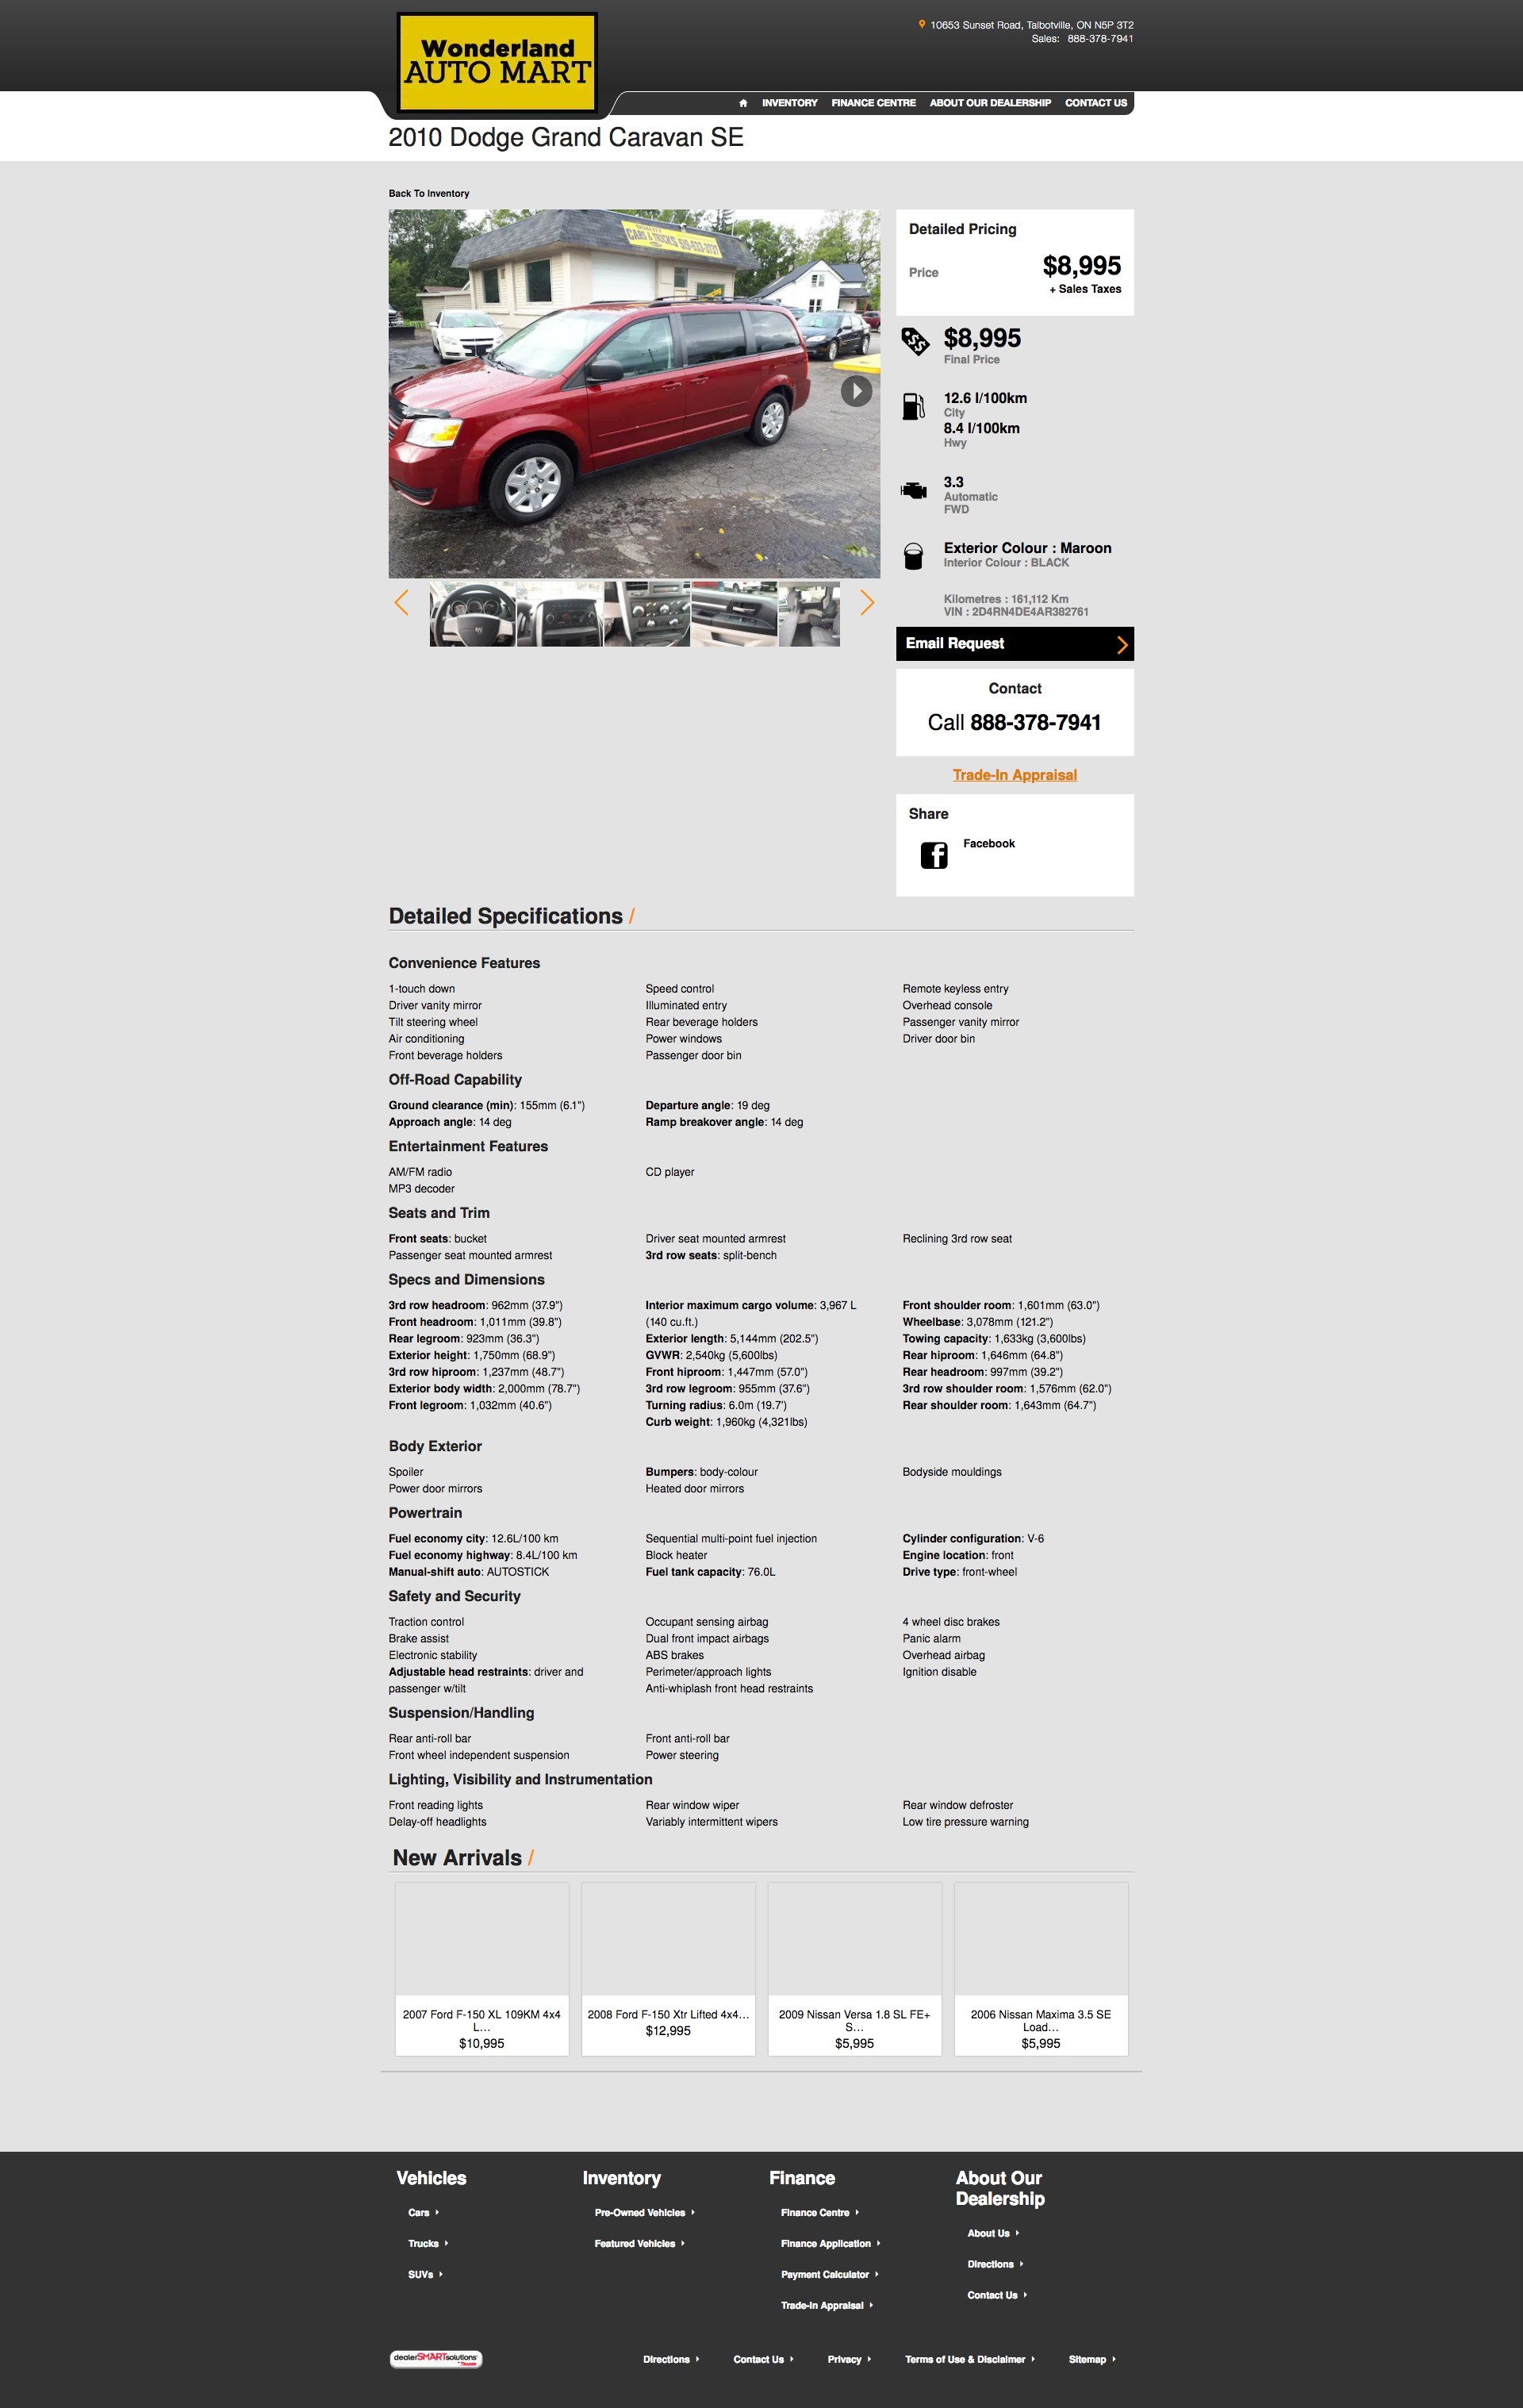 Wonderland
AUTO MART
10653 Sunset Road, Talbotville, ON N5P 3T2
Sales: 888-378-7941
INVENTORY FINANCE CENTRE ABOUT OUR DEALERSHIP CONTACT US
2010 Dodge Grand Caravan SE
Back To Inventory
CARS & TRUCKS 519-633-3737
Detailed Pricing
Price $8,995
+ Sales Taxes
$8,995
Final Price
12.6 l/100km
City
8.4 l/100km
Hwy
3.3
Automatic
FWD
Exterior Colour : Maroon
Interior Colour : BLACK
Kilometres : 161,112 Km
VIN : 2D4RN4DE4AR382761
Email Request
Contact
Call 888-378-7941
Trade-In Appraisal
Share
Facebook
Detailed Specifications /
Convenience Features
1-touch down Speed control Remote keyless entry
Driver vanity mirror Illuminated entry Overhead console
Tilt steering wheel Rear beverage holders Passenger vanity mirror
Air conditioning Power windows Driver door bin
Front beverage holders Passenger door bin
Off-Road Capability
Ground clearance (min): 155mm (6.1") Departure angle: 19 deg
Approach angle: 14 deg Ramp breakover angle: 14 deg
Entertainment Features
AM/FM radio CD player
MP3 decoder
Seats and Trim
Front seats: bucket Driver seat mounted armrest Reclining 3rd row seat
Passenger seat mounted armrest 3rd row seats: split-bench
Specs and Dimensions
3rd row headroom: 962mm (37.9") Interior maximum cargo volume: 3,967 L Front shoulder room: 1,601mm (63.0")
Front headroom: 1,011mm (39.8") (140 cu.ft.) Wheelbase: 3,078mm (121.2")
Rear legroom: 923mm (36.3") Exterior length: 5,144mm (202.5") Towing capacity: 1,633kg (3,600lbs)
Exterior height: 1,750mm (68.9") GVWR: 2,540kg (5,600lbs) Rear hiproom: 1,646mm (64.8")
3rd row hiproom: 1,237mm (48.7") Front hiproom: 1,447mm (57.0") Rear headroom: 997mm (39.2")
Exterior body width: 2,000mm (78.7") 3rd row legroom: 955mm (37.6") 3rd row shoulder room: 1,576mm (62.0")
Front legroom: 1,032mm (40.6") Turning radius: 6.0m (19.7') Rear shoulder room: 1,643mm (64.7")
Curb weight: 1,960kg (4,321lbs)
Body Exterior
Spoiler Bumpers: body-colour Bodyside mouldings
Power door mirrors Heated door mirrors
Powertrain
Fuel economy city: 12.6L/100 km Sequential multi-point fuel injection Cylinder configuration: V-6
Fuel economy highway: 8.4L/100 km Block heater Engine location: front
Manual-shift auto: AUTOSTICK Fuel tank capacity: 76.0L Drive type: front-wheel
Safety and Security
Traction control Occupant sensing airbag 4 wheel disc brakes
Brake assist Dual front impact airbags Panic alarm
Electronic stability ABS brakes Overhead airbag
Adjustable head restraints: driver and Perimeter/approach lights Ignition disable
passenger w/tilt Anti-whiplash front head restraints
Suspension/Handling
Rear anti-roll bar Front anti-roll bar
Front wheel independent suspension Power steering
Lighting, Visibility and Instrumentation
Front reading lights Rear window wiper Rear window defroster
Delay-off headlights Variably intermittent wipers Low tire pressure warning
New Arrivals /
2007 Ford F-150 XL 109KM 4x4 L…
$10,995
2008 Ford F-150 Xtr Lifted 4x4…
$12,995
2009 Nissan Versa 1.8 SL FE+ S…
$5,995
2006 Nissan Maxima 3.5 SE Load…
$5,995
Vehicles
Cars
Trucks
SUVs
Inventory
Pre-Owned Vehicles
Featured Vehicles
Finance
Finance Centre
Finance Application
Payment Calculator
Trade-In Appraisal
About Our
Dealership
About Us
Directions
Contact Us
dealerSMARTsolutions
Directions Contact Us Privacy Terms of Use & Disclaimer Sitemap